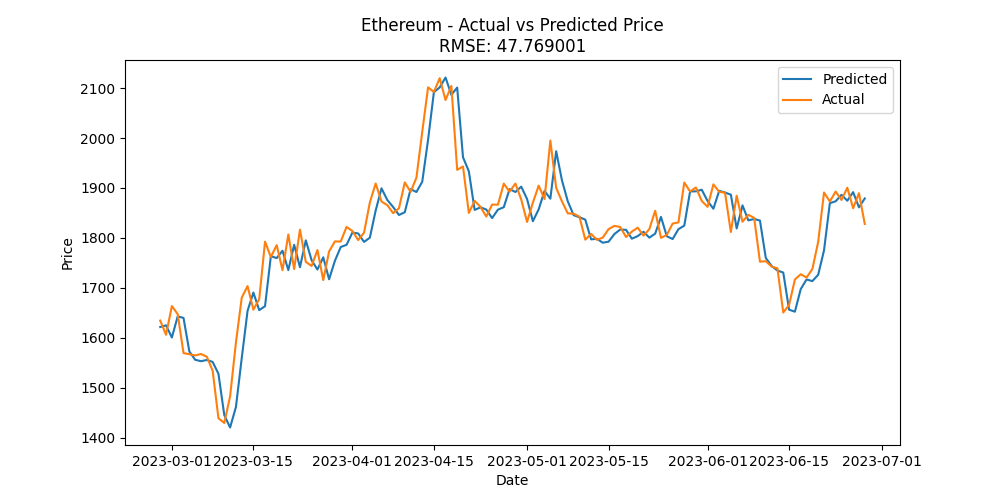 Ethereum - Actual vs Predicted Price
RMSE: 47.769001
Predicted
Actual
2100
2000
1900
1800
1700
1600
1500
1400
Price
2023-03-01 2023-03-15 2023-04-01 2023-04-15 2023-05-01 2023-05-15 2023-06-01 2023-06-15 2023-07-01
Date